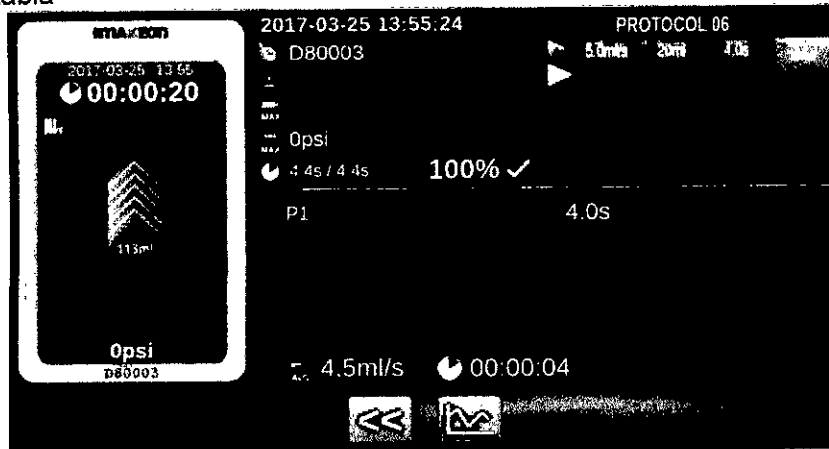 2017-03-25 13:55:24 PROTOCOL 06
imaxeon
2017-03-25 13:55
00:00:20
113ml
0psi
D80003
D80003
5.0ml/s 20ml 4.0s
MAX
MAX 0psi
4.4s / 4.4s 100% ✓
P1 4.0s
4.5ml/s 00:00:04
<<